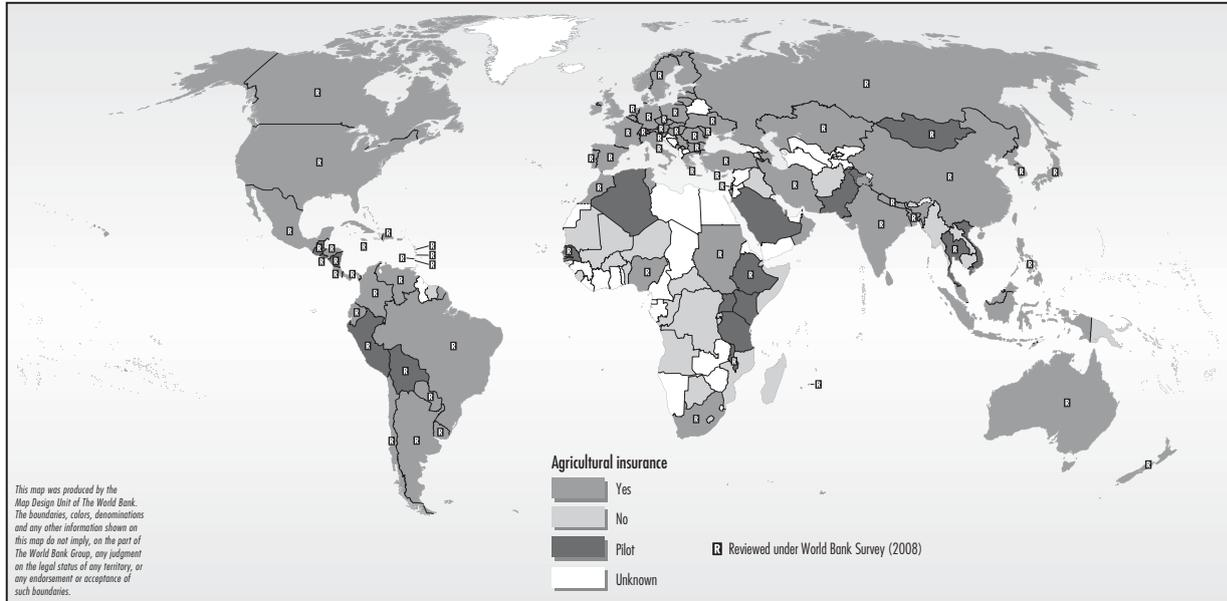 Agricultural insurance
Yes
No
Pilot
Unknown
R Reviewed under World Bank Survey (2008)
This map was produced by the
Map Design Unit of The World Bank.
The boundaries, colors, denominations
and any other information shown on
this map do not imply, on the part of
The World Bank Group, any judgment
on the legal status of any territory, or
any endorsement or acceptance of
such boundaries.